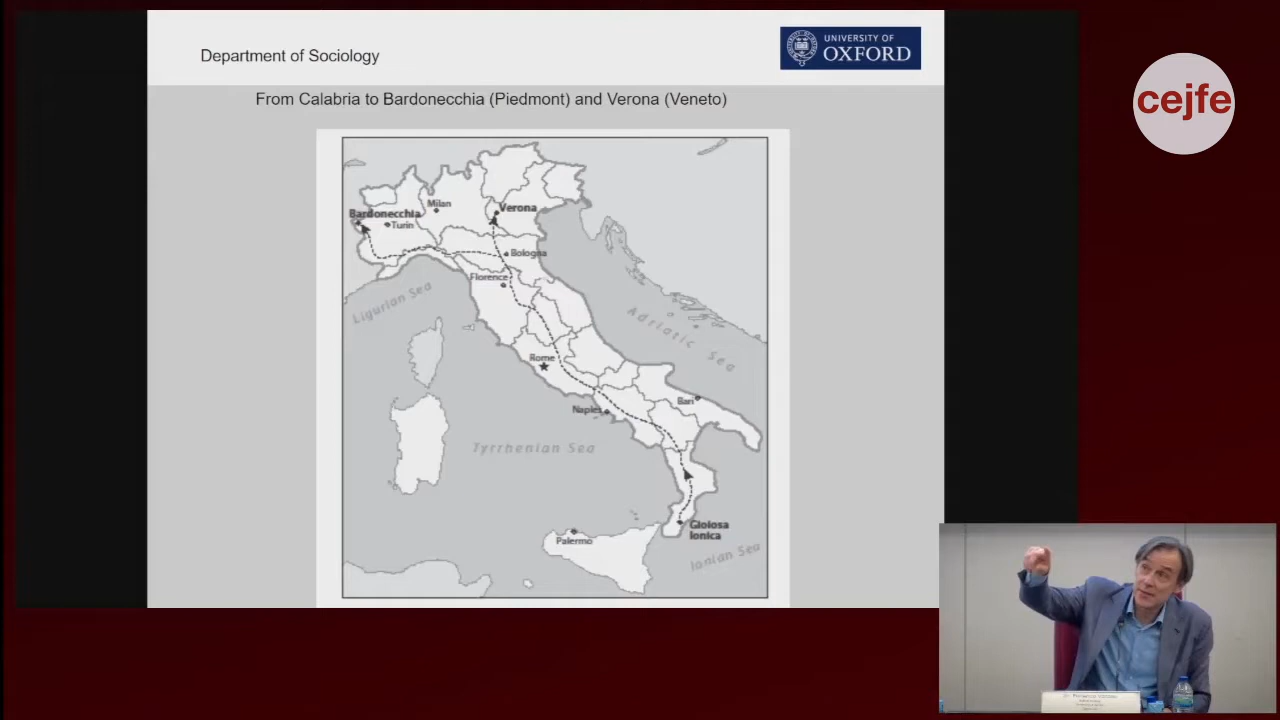 Department of Sociology
UNIVERSITY OF
OXFORD
cejfe
From Calabria to Bardonecchia (Piedmont) and Verona (Veneto)
Milan
Verona
Bardonecchia
Turin
Bologna
Florence
Ligurian Sea
Adriatic Sea
Rome
Bari
Naples
Tyrrhenian Sea
Gioiosa
Ionica
Palermo
Ionian Sea